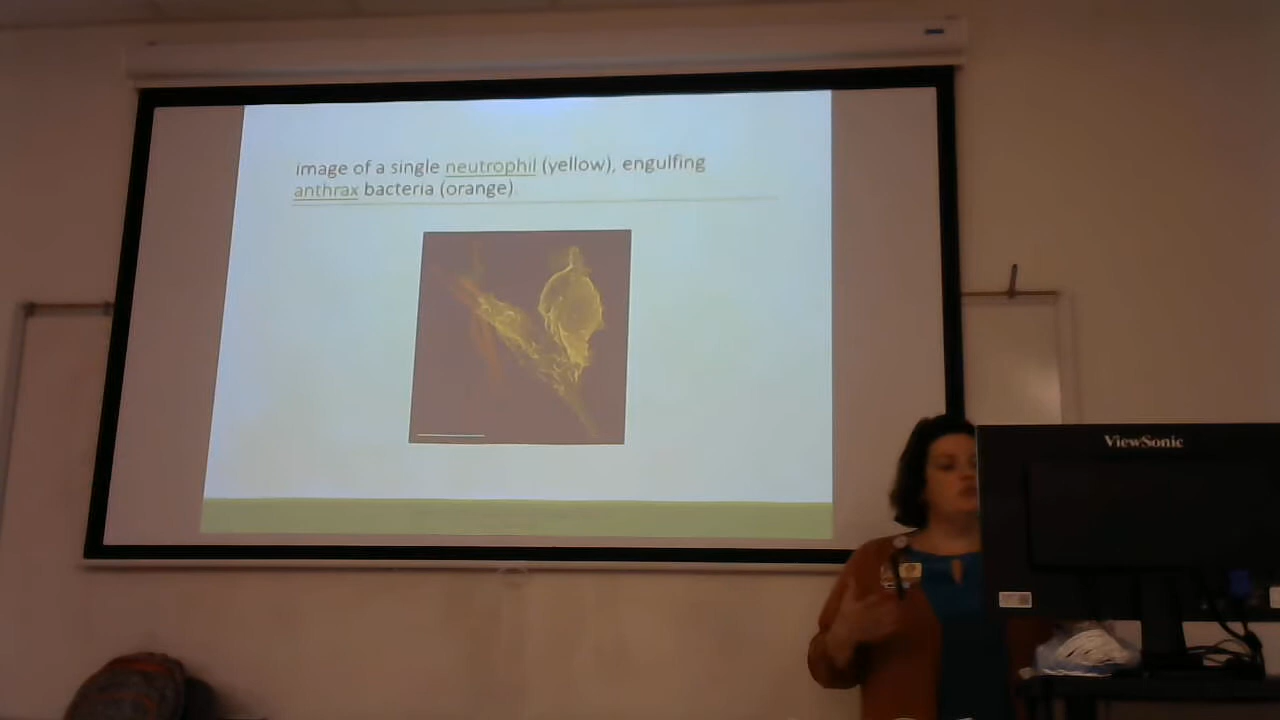 image of a single neutrophil (yellow), engulfing
anthrax bacteria (orange)
ViewSonic